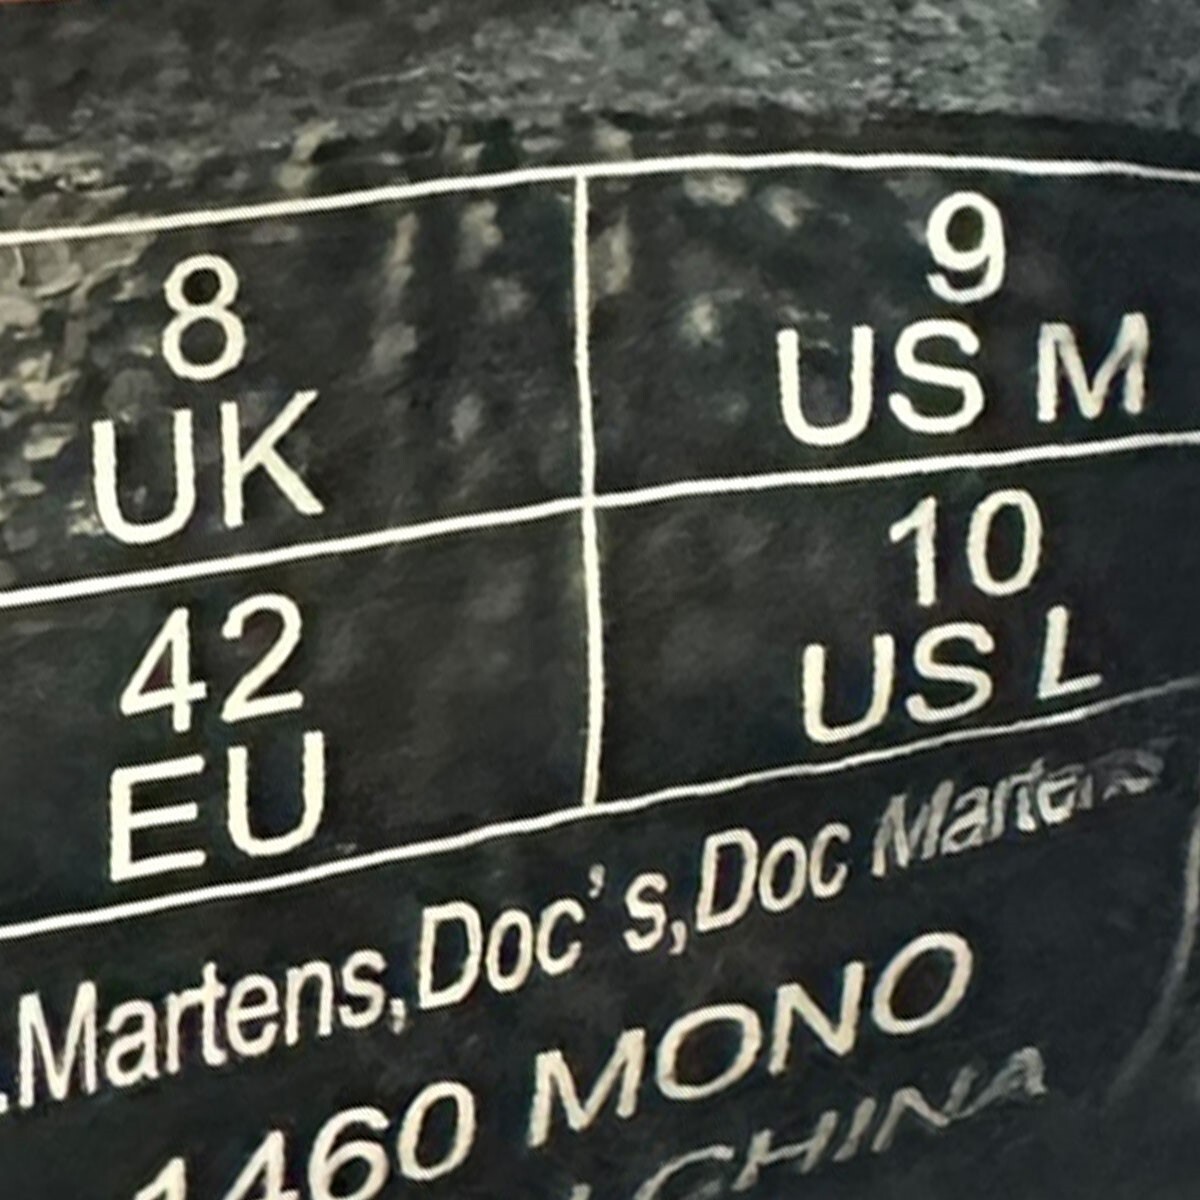 8
UK
9
US M
42
EU
10
US L
.Martens,Doc's,Doc Martens
1460 MONO
CHINA